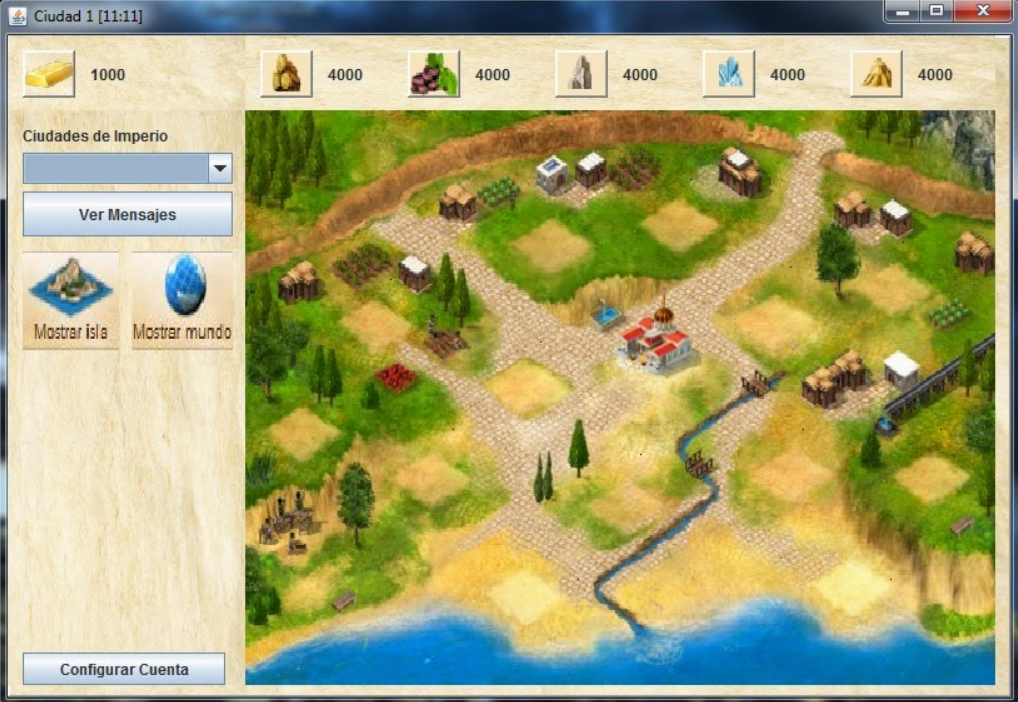 Ciudad 1 [11:11]
1000
4000
4000
4000
4000
4000
Ciudades de Imperio
Ver Mensajes
Mostrar isla
Mostrar mundo
Configurar Cuenta